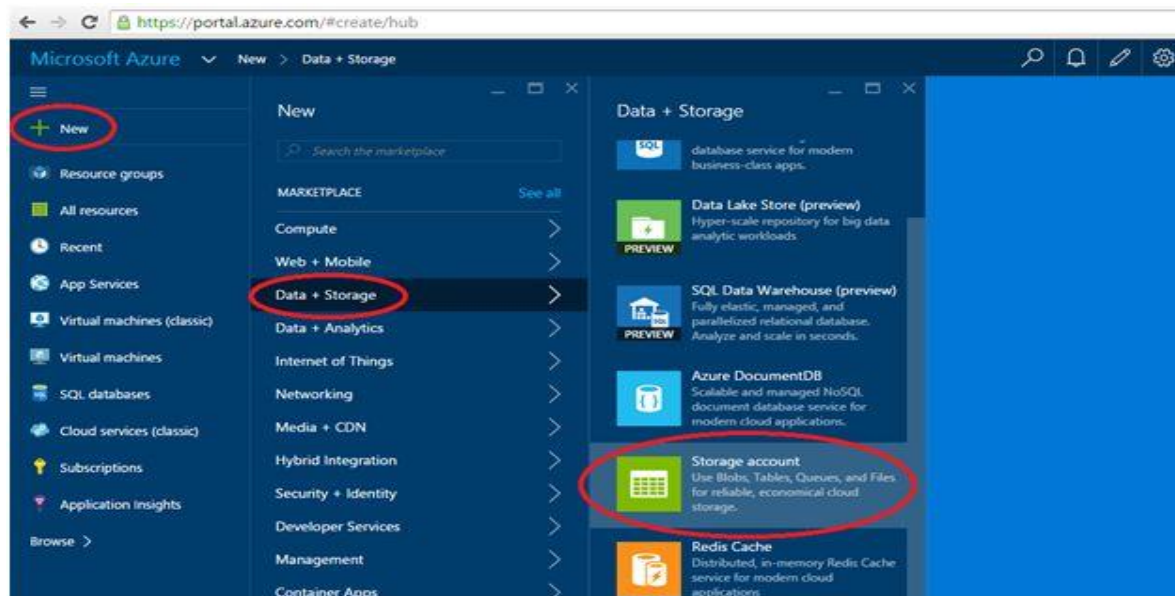 https://portal.azure.com/#create/hub
Microsoft Azure New > Data + Storage
New
Resource groups
All resources
Recent
App Services
Virtual machines (classic)
Virtual machines
SQL databases
Cloud services (classic)
Subscriptions
Application Insights
Browse >
New
Search the marketplace
MARKETPLACE See all
Compute
Web + Mobile
Data + Storage
Data + Analytics
Internet of Things
Networking
Media + CDN
Hybrid Integration
Security + Identity
Developer Services
Management
Container Apps
Data + Storage
SQL
database service for modern
business-class apps.
Data Lake Store (preview)
Hyper-scale repository for big data
analytic workloads
PREVIEW
SQL Data Warehouse (preview)
Fully elastic, managed, and
parallelized relational database.
Analyze and scale in seconds.
SQL
PREVIEW
Azure DocumentDB
Scalable and managed NoSQL
document database service for
modern cloud applications.
Storage account
Use Blobs, Tables, Queues, and Files
for reliable, economical cloud
storage.
Redis Cache
Distributed, in-memory Redis Cache
service for modern cloud
applications